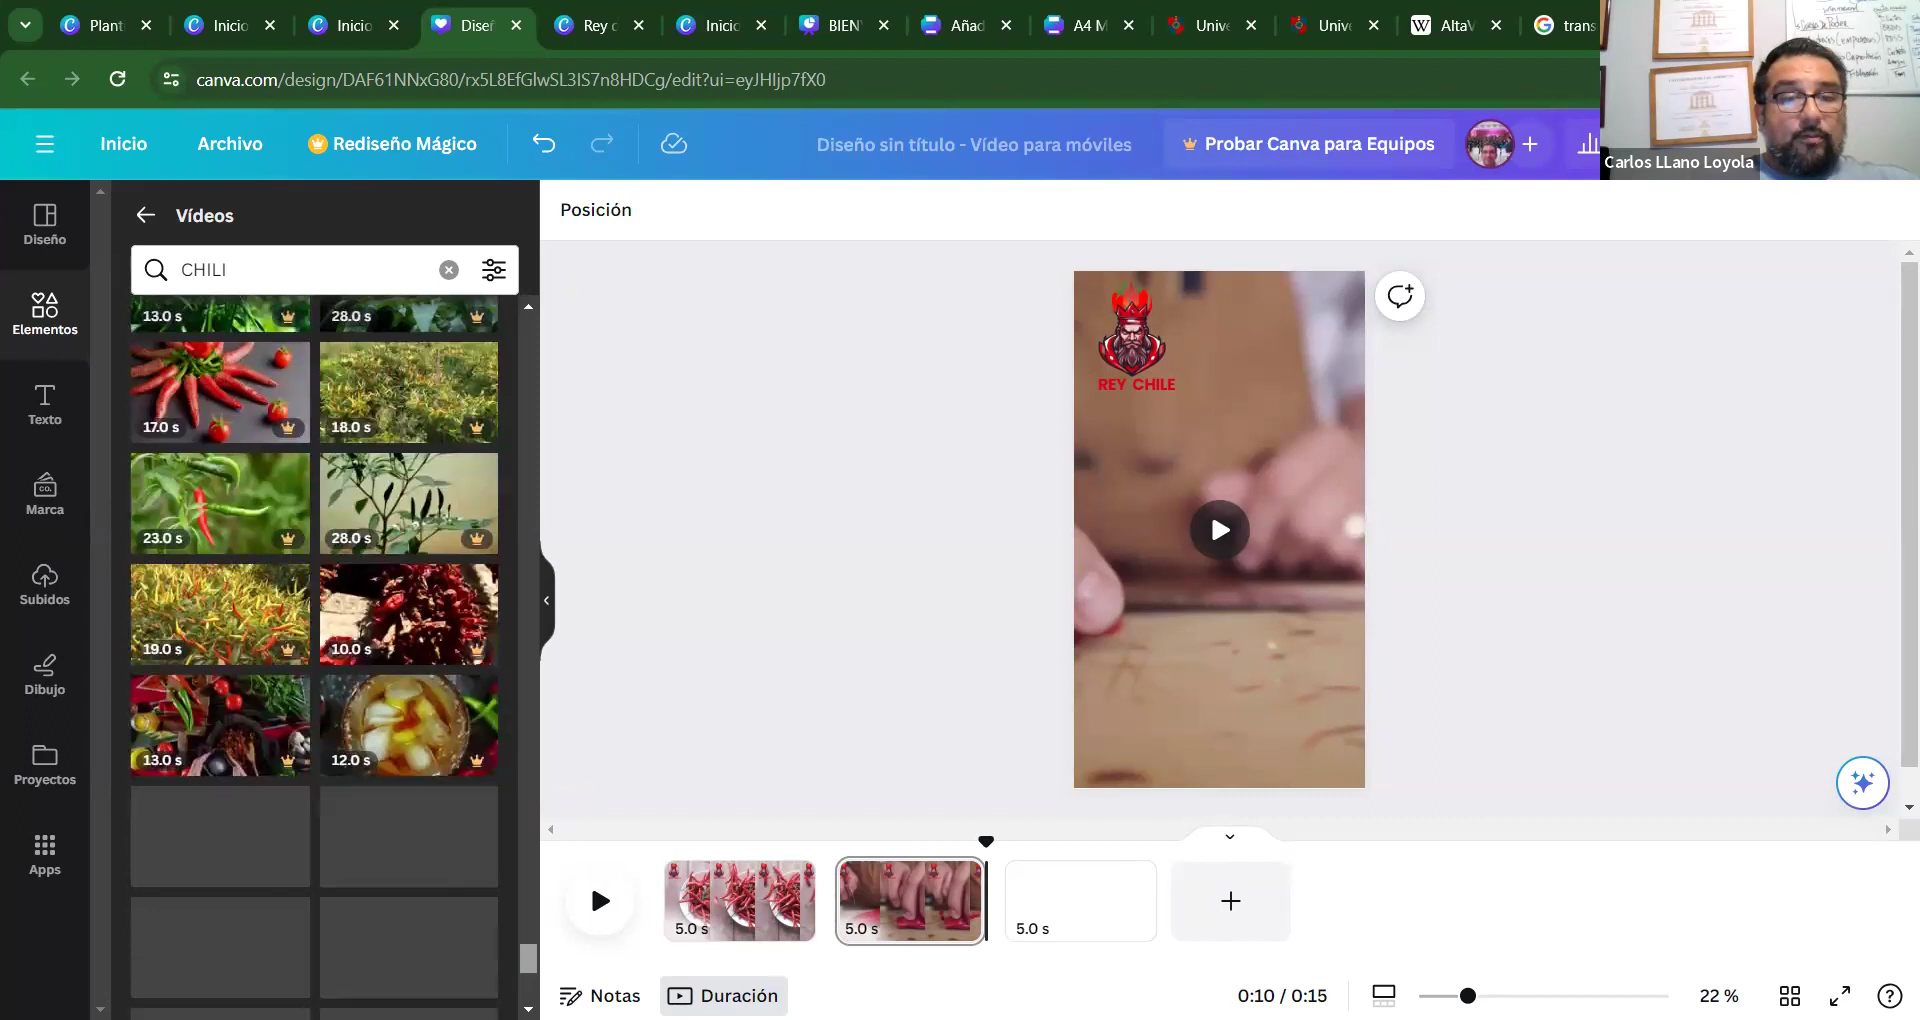 Plant
Inicio
Inicio
Diseñ
Rey c
Inicio
BIEN
Añad
A4 M
Unive
Unive
AltaV
trans
canva.com/design/DAF61NNxG80/rx5L8EfGlwSL3IS7n8HDCg/edit?ui=eyJHIjp7fX0
Inicio
Archivo
Rediseño Mágico
Diseño sin título - Vídeo para móviles
Probar Canva para Equipos
Carlos LLano Loyola
Diseño
Elementos
Texto
CO.
Marca
Subidos
Dibujo
Proyectos
Apps
Vídeos
CHILI
13.0 s
28.0 s
17.0 s
18.0 s
23.0 s
28.0 s
19.0 s
10.0 s
13.0 s
12.0 s
Posición
REY CHILE
5.0 s
5.0 s
5.0 s
Notas
Duración
0:10 / 0:15
22 %